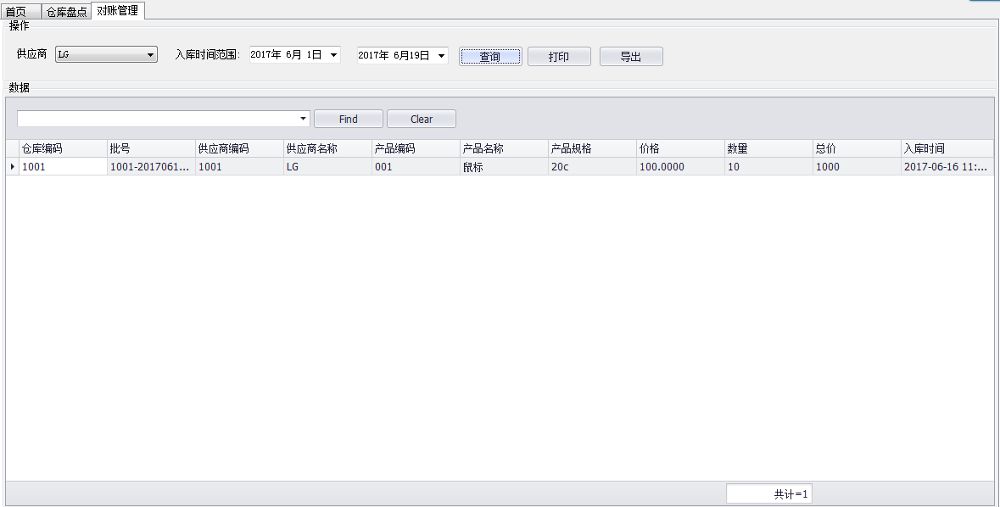 首页 仓库盘点 对账管理
操作
供应商 LG 入库时间范围: 2017年 6月 1日 2017年 6月19日 查询 打印 导出
数据
Find Clear
仓库编码 批号 供应商编码 供应商名称 产品编码 产品名称 产品规格 价格 数量 总价 入库时间
1001 1001-2017061... 1001 LG 001 鼠标 20c 100.0000 10 1000 2017-06-16 11:...
共计=1